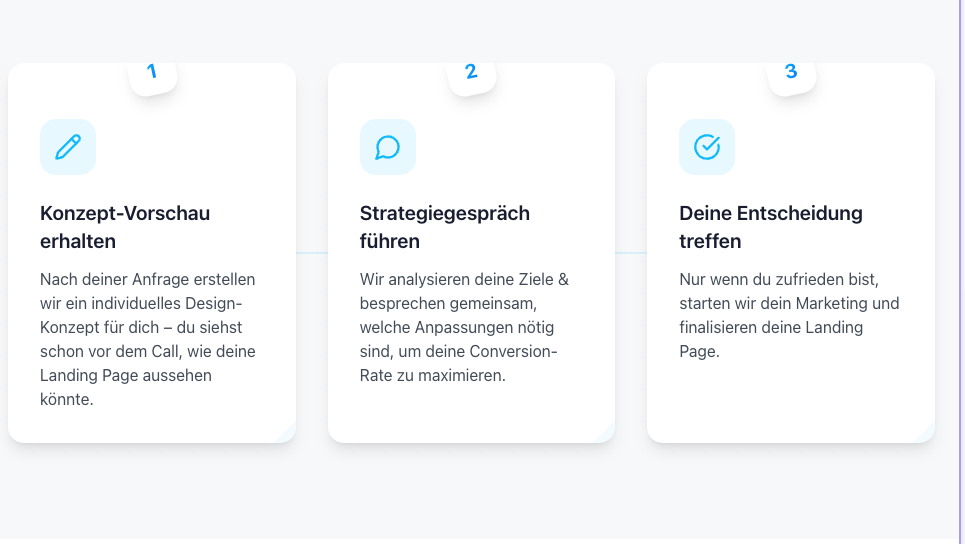 1
Konzept-Vorschau
erhalten
Nach deiner Anfrage erstellen
wir ein individuelles Design-
Konzept für dich – du siehst
schon vor dem Call, wie deine
Landing Page aussehen
könnte.
2
Strategiegespräch
führen
Wir analysieren deine Ziele &
besprechen gemeinsam,
welche Anpassungen nötig
sind, um deine Conversion-
Rate zu maximieren.
3
Deine Entscheidung
treffen
Nur wenn du zufrieden bist,
starten wir dein Marketing und
finalisieren deine Landing
Page.